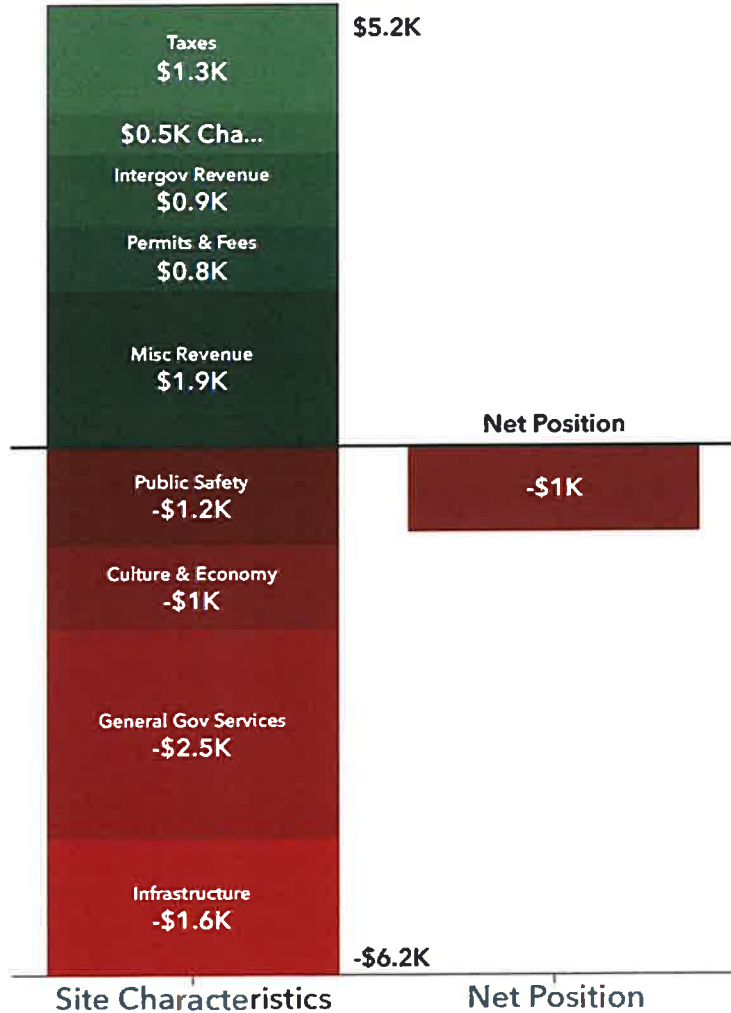 $5.2K
Taxes
$1.3K
$0.5K Cha...
Intergov Revenue
$0.9K
Permits & Fees
$0.8K
Misc Revenue
$1.9K
Net Position
Public Safety
-$1.2K
-$1K
Culture & Economy
-$1K
General Gov Services
-$2.5K
Infrastructure
-$1.6K
-$6.2K
Site Characteristics
Net Position